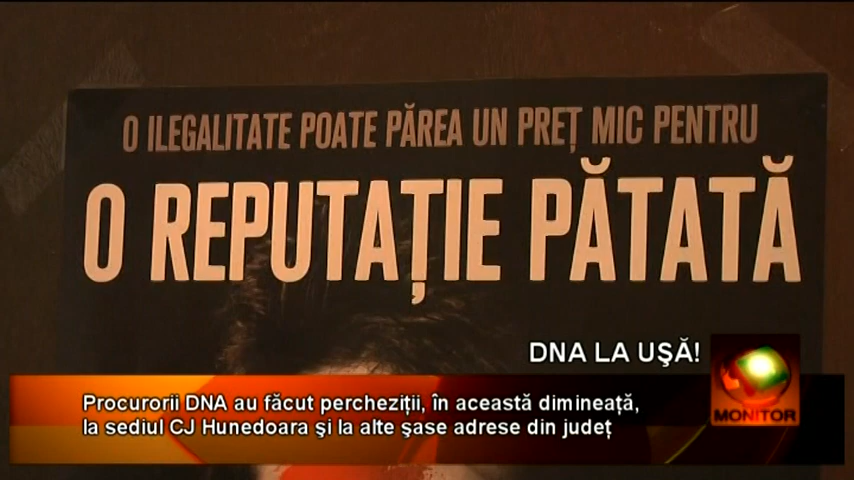 O ILEGALITATE POATE PĂREA UN PREȚ MIC PENTRU
O REPUTAȚIE PĂTATĂ
DNA LA UŞĂ!
Procurorii DNA au făcut percheziţii, în această dimineaţă,
la sediul CJ Hunedoara şi la alte şase adrese din judeţ
MONITOR